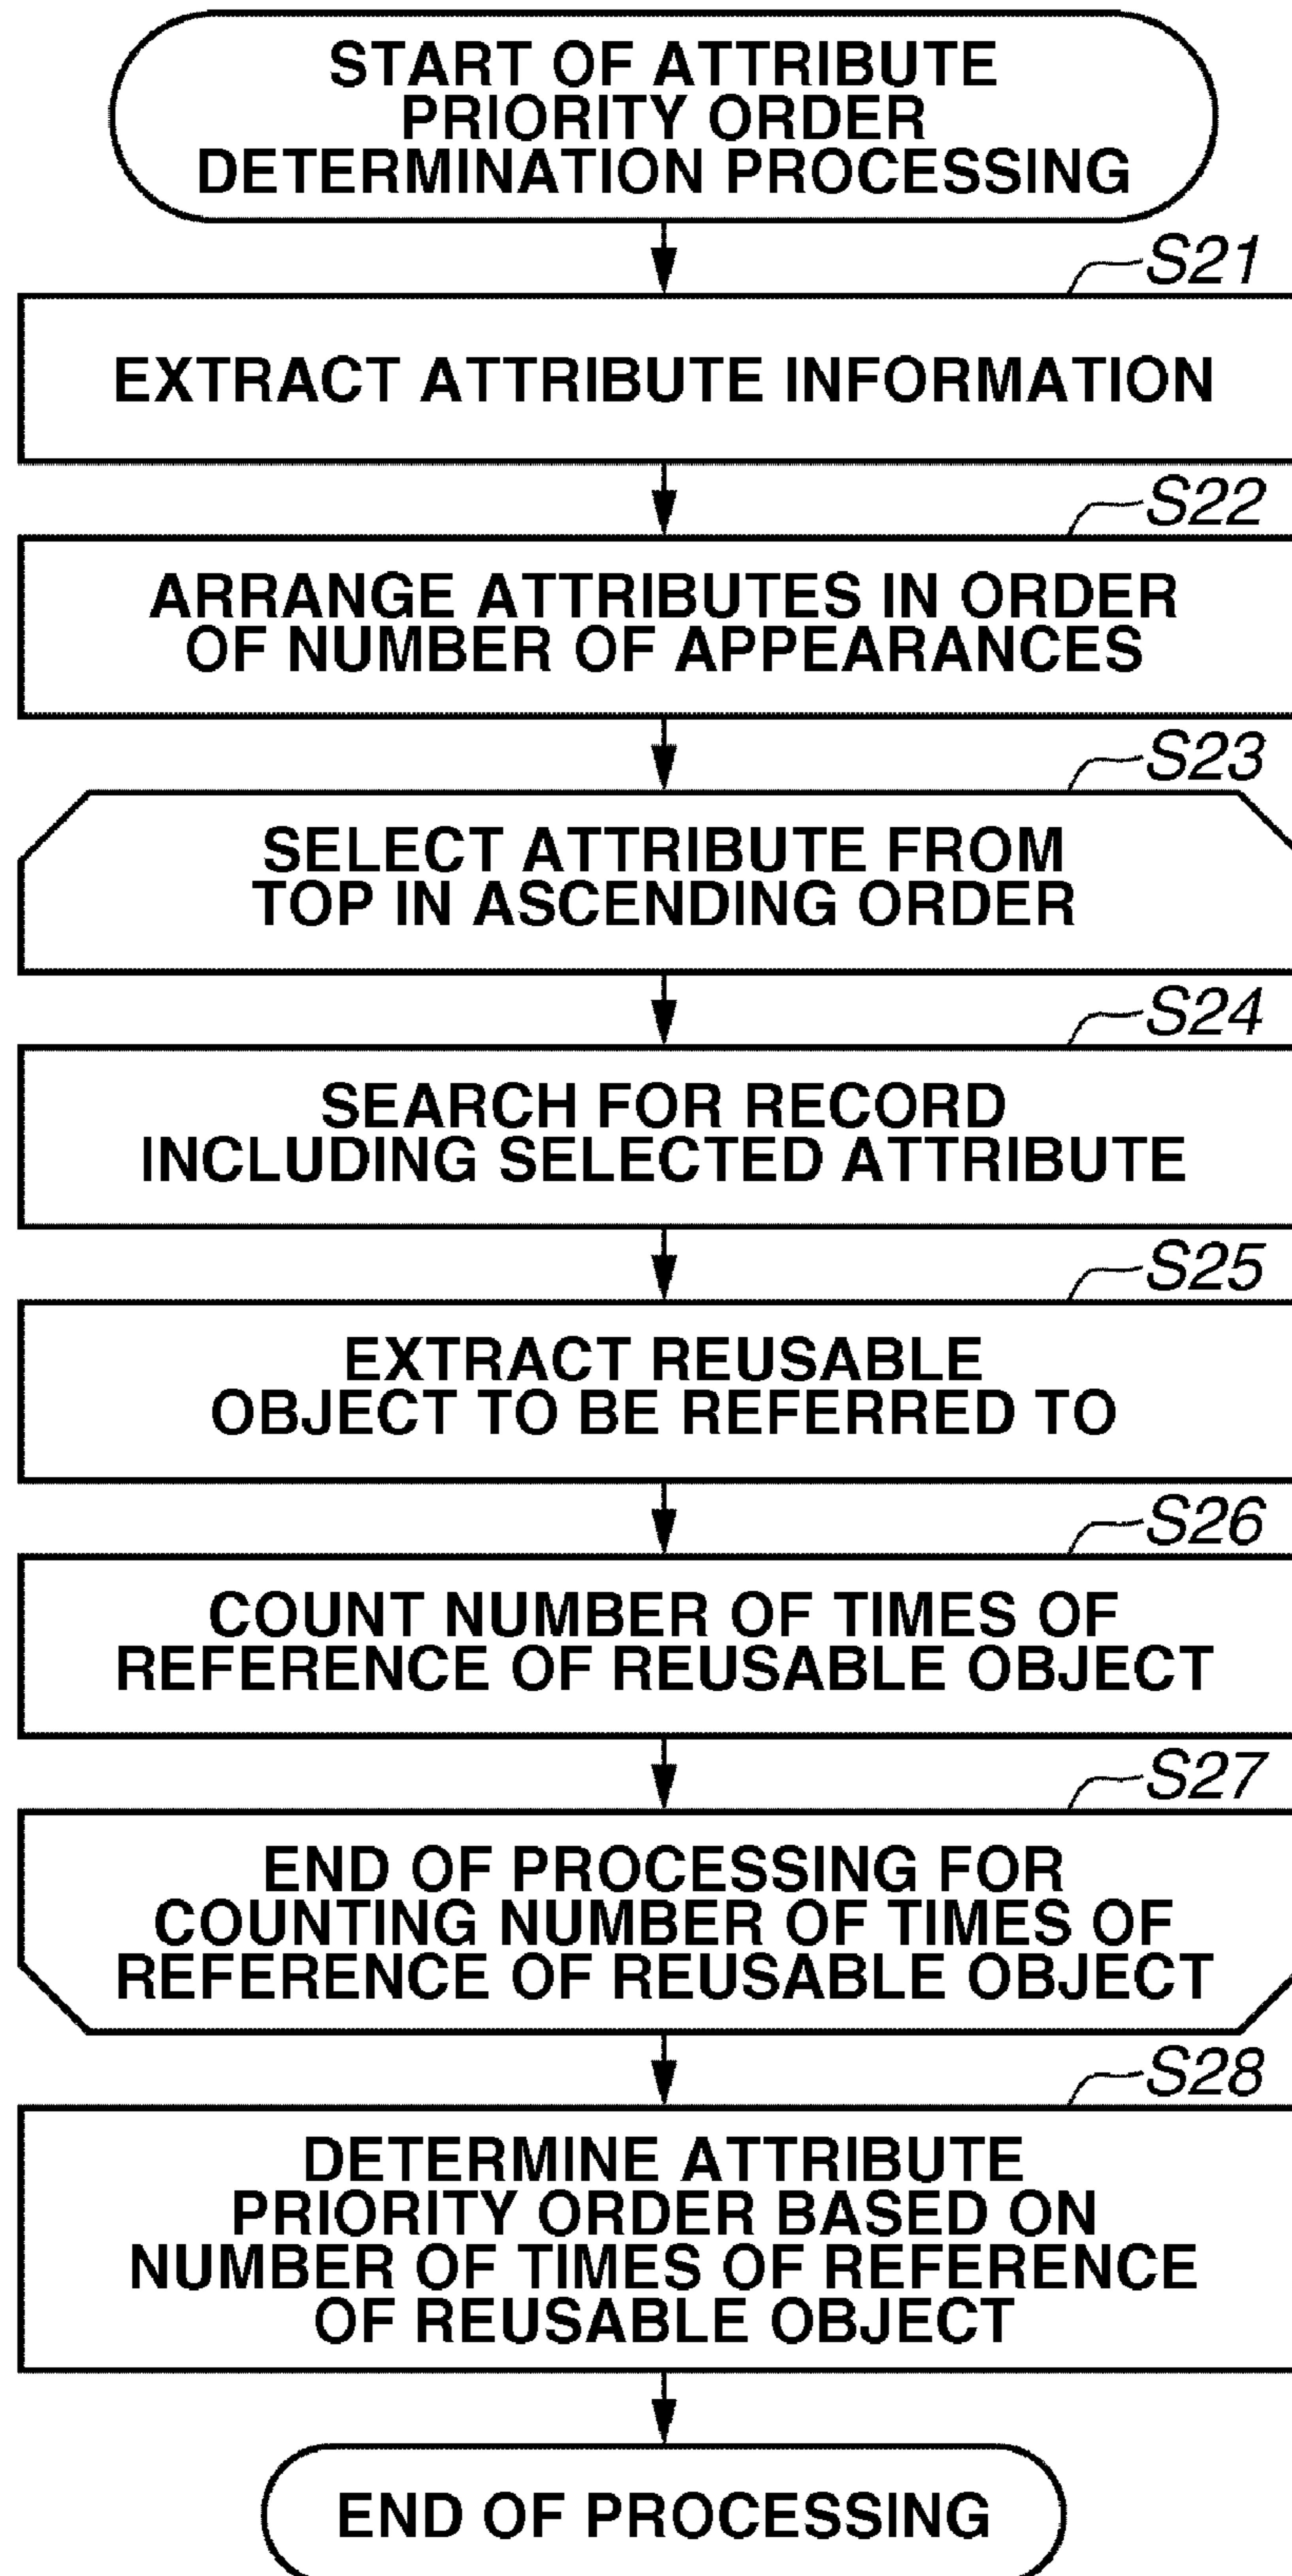 START OF ATTRIBUTE
PRIORITY ORDER
DETERMINATION PROCESSING
S21
EXTRACT ATTRIBUTE INFORMATION
S22
ARRANGE ATTRIBUTES IN ORDER
OF NUMBER OF APPEARANCES
S23
SELECT ATTRIBUTE FROM
TOP IN ASCENDING ORDER
S24
SEARCH FOR RECORD
INCLUDING SELECTED ATTRIBUTE
S25
EXTRACT REUSABLE
OBJECT TO BE REFERRED TO
S26
COUNT NUMBER OF TIMES OF
REFERENCE OF REUSABLE OBJECT
S27
END OF PROCESSING FOR
COUNTING NUMBER OF TIMES OF
REFERENCE OF REUSABLE OBJECT
S28
DETERMINE ATTRIBUTE
PRIORITY ORDER BASED ON
NUMBER OF TIMES OF REFERENCE
OF REUSABLE OBJECT
END OF PROCESSING